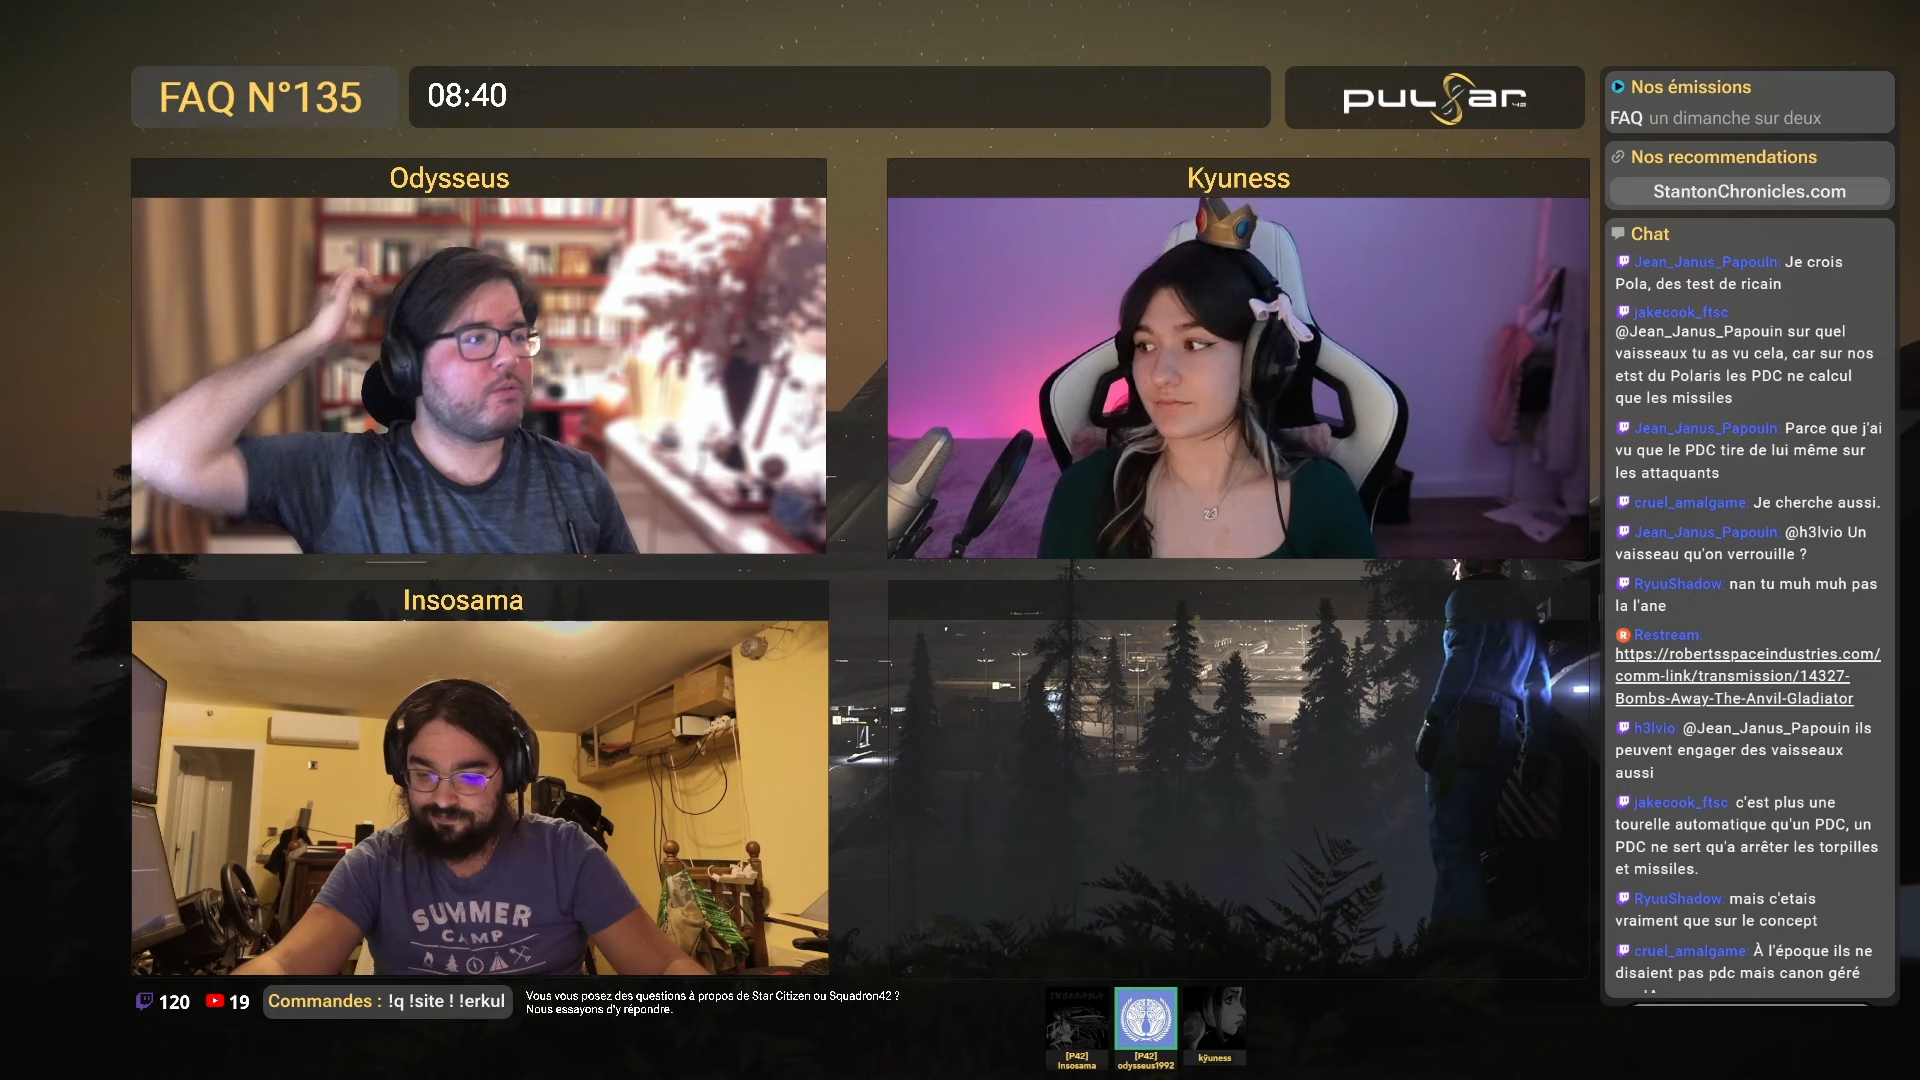 FAQ N°135
08:40
pulsar 42
Odysseus
Kyuness
Insosama
SUMMER
CAMP
120
19
Commandes : !q !site ! !erkul
Vous vous posez des questions à propos de Star Citizen ou Squadron42 ?
Nous essayons d'y répondre.
[P42]
Insosama
[P42]
odysseus1992
kÿuness
Nos émissions
FAQ un dimanche sur deux
Nos recommendations
StantonChronicles.com
Chat
Jean_Janus_Papouin: Je crois
Pola, des test de ricain
jakecook_ftsc
@Jean_Janus_Papouin sur quel
vaisseaux tu as vu cela, car sur nos
etst du Polaris les PDC ne calcul
que les missiles
Jean_Janus_Papouin: Parce que j'ai
vu que le PDC tire de lui même sur
les attaquants
cruel_amalgame: Je cherche aussi.
Jean_Janus_Papouin: @h3lvio Un
vaisseau qu'on verrouille ?
RyuuShadow: nan tu muh muh pas
la l'ane
Restream:
https://robertsspaceindustries.com/
comm-link/transmission/14327-
Bombs-Away-The-Anvil-Gladiator
h3lvio: @Jean_Janus_Papouin ils
peuvent engager des vaisseaux
aussi
jakecook_ftsc c'est plus une
tourelle automatique qu'un PDC, un
PDC ne sert qu'a arrêter les torpilles
et missiles.
RyuuShadow: mais c'etais
vraiment que sur le concept
cruel_amalgame: À l'époque ils ne
disaient pas pdc mais canon géré